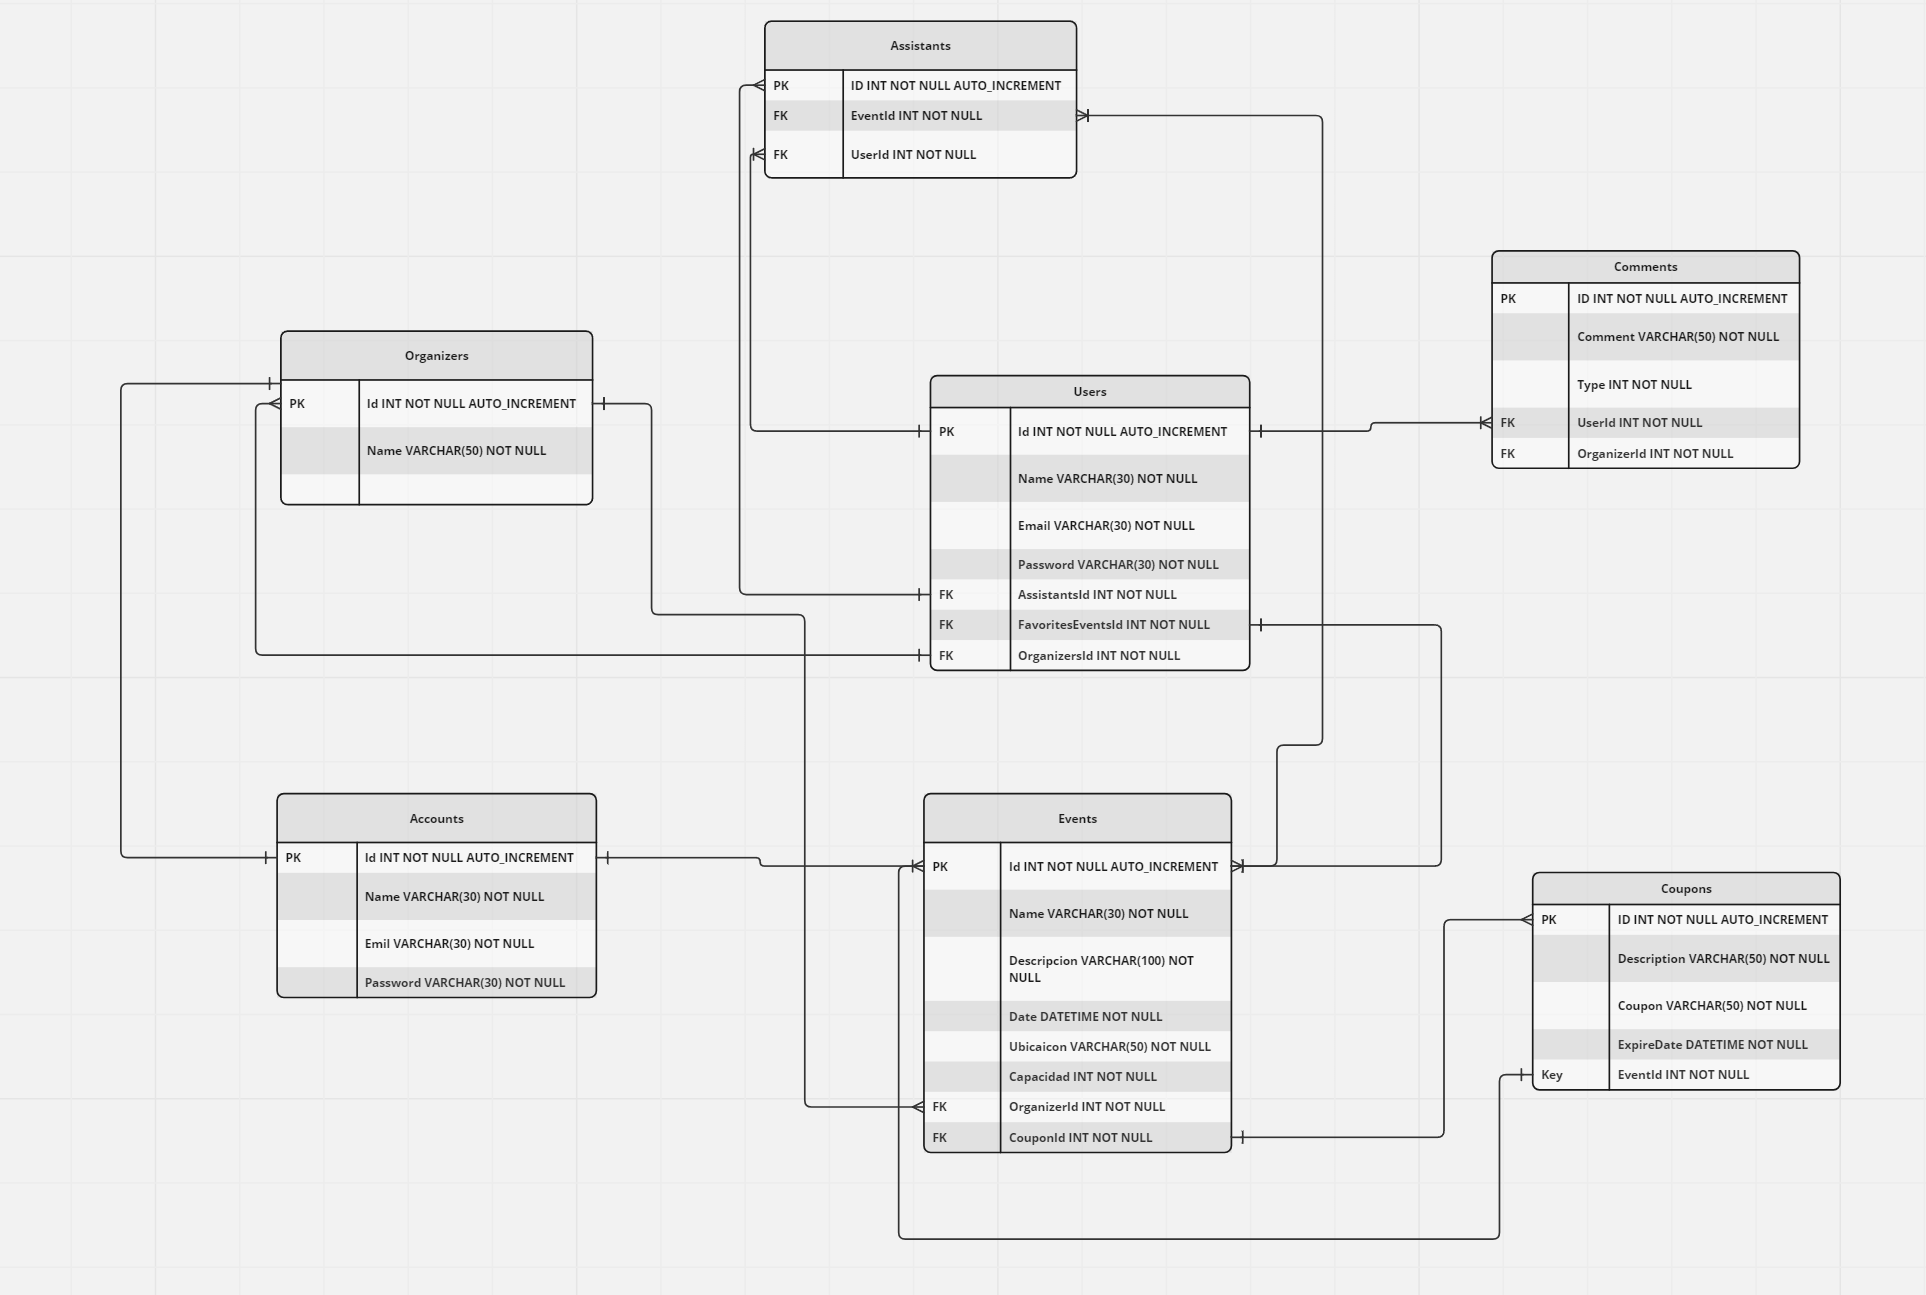 Assistants
PK ID INT NOT NULL AUTO_INCREMENT
FK EventId INT NOT NULL
FK UserId INT NOT NULL
Comments
PK ID INT NOT NULL AUTO_INCREMENT
Comment VARCHAR(50) NOT NULL
Type INT NOT NULL
FK UserId INT NOT NULL
FK OrganizerId INT NOT NULL
Organizers
PK Id INT NOT NULL AUTO_INCREMENT
Name VARCHAR(50) NOT NULL
Users
PK Id INT NOT NULL AUTO_INCREMENT
Name VARCHAR(30) NOT NULL
Email VARCHAR(30) NOT NULL
Password VARCHAR(30) NOT NULL
FK AssistantsId INT NOT NULL
FK FavoritesEventsId INT NOT NULL
FK OrganizersId INT NOT NULL
Accounts
PK Id INT NOT NULL AUTO_INCREMENT
Name VARCHAR(30) NOT NULL
Emil VARCHAR(30) NOT NULL
Password VARCHAR(30) NOT NULL
Events
PK Id INT NOT NULL AUTO_INCREMENT
Name VARCHAR(30) NOT NULL
Descripcion VARCHAR(100) NOT
NULL
Date DATETIME NOT NULL
Ubicaicon VARCHAR(50) NOT NULL
Capacidad INT NOT NULL
FK OrganizerId INT NOT NULL
FK CouponId INT NOT NULL
Coupons
PK ID INT NOT NULL AUTO_INCREMENT
Description VARCHAR(50) NOT NULL
Coupon VARCHAR(50) NOT NULL
ExpireDate DATETIME NOT NULL
Key EventId INT NOT NULL